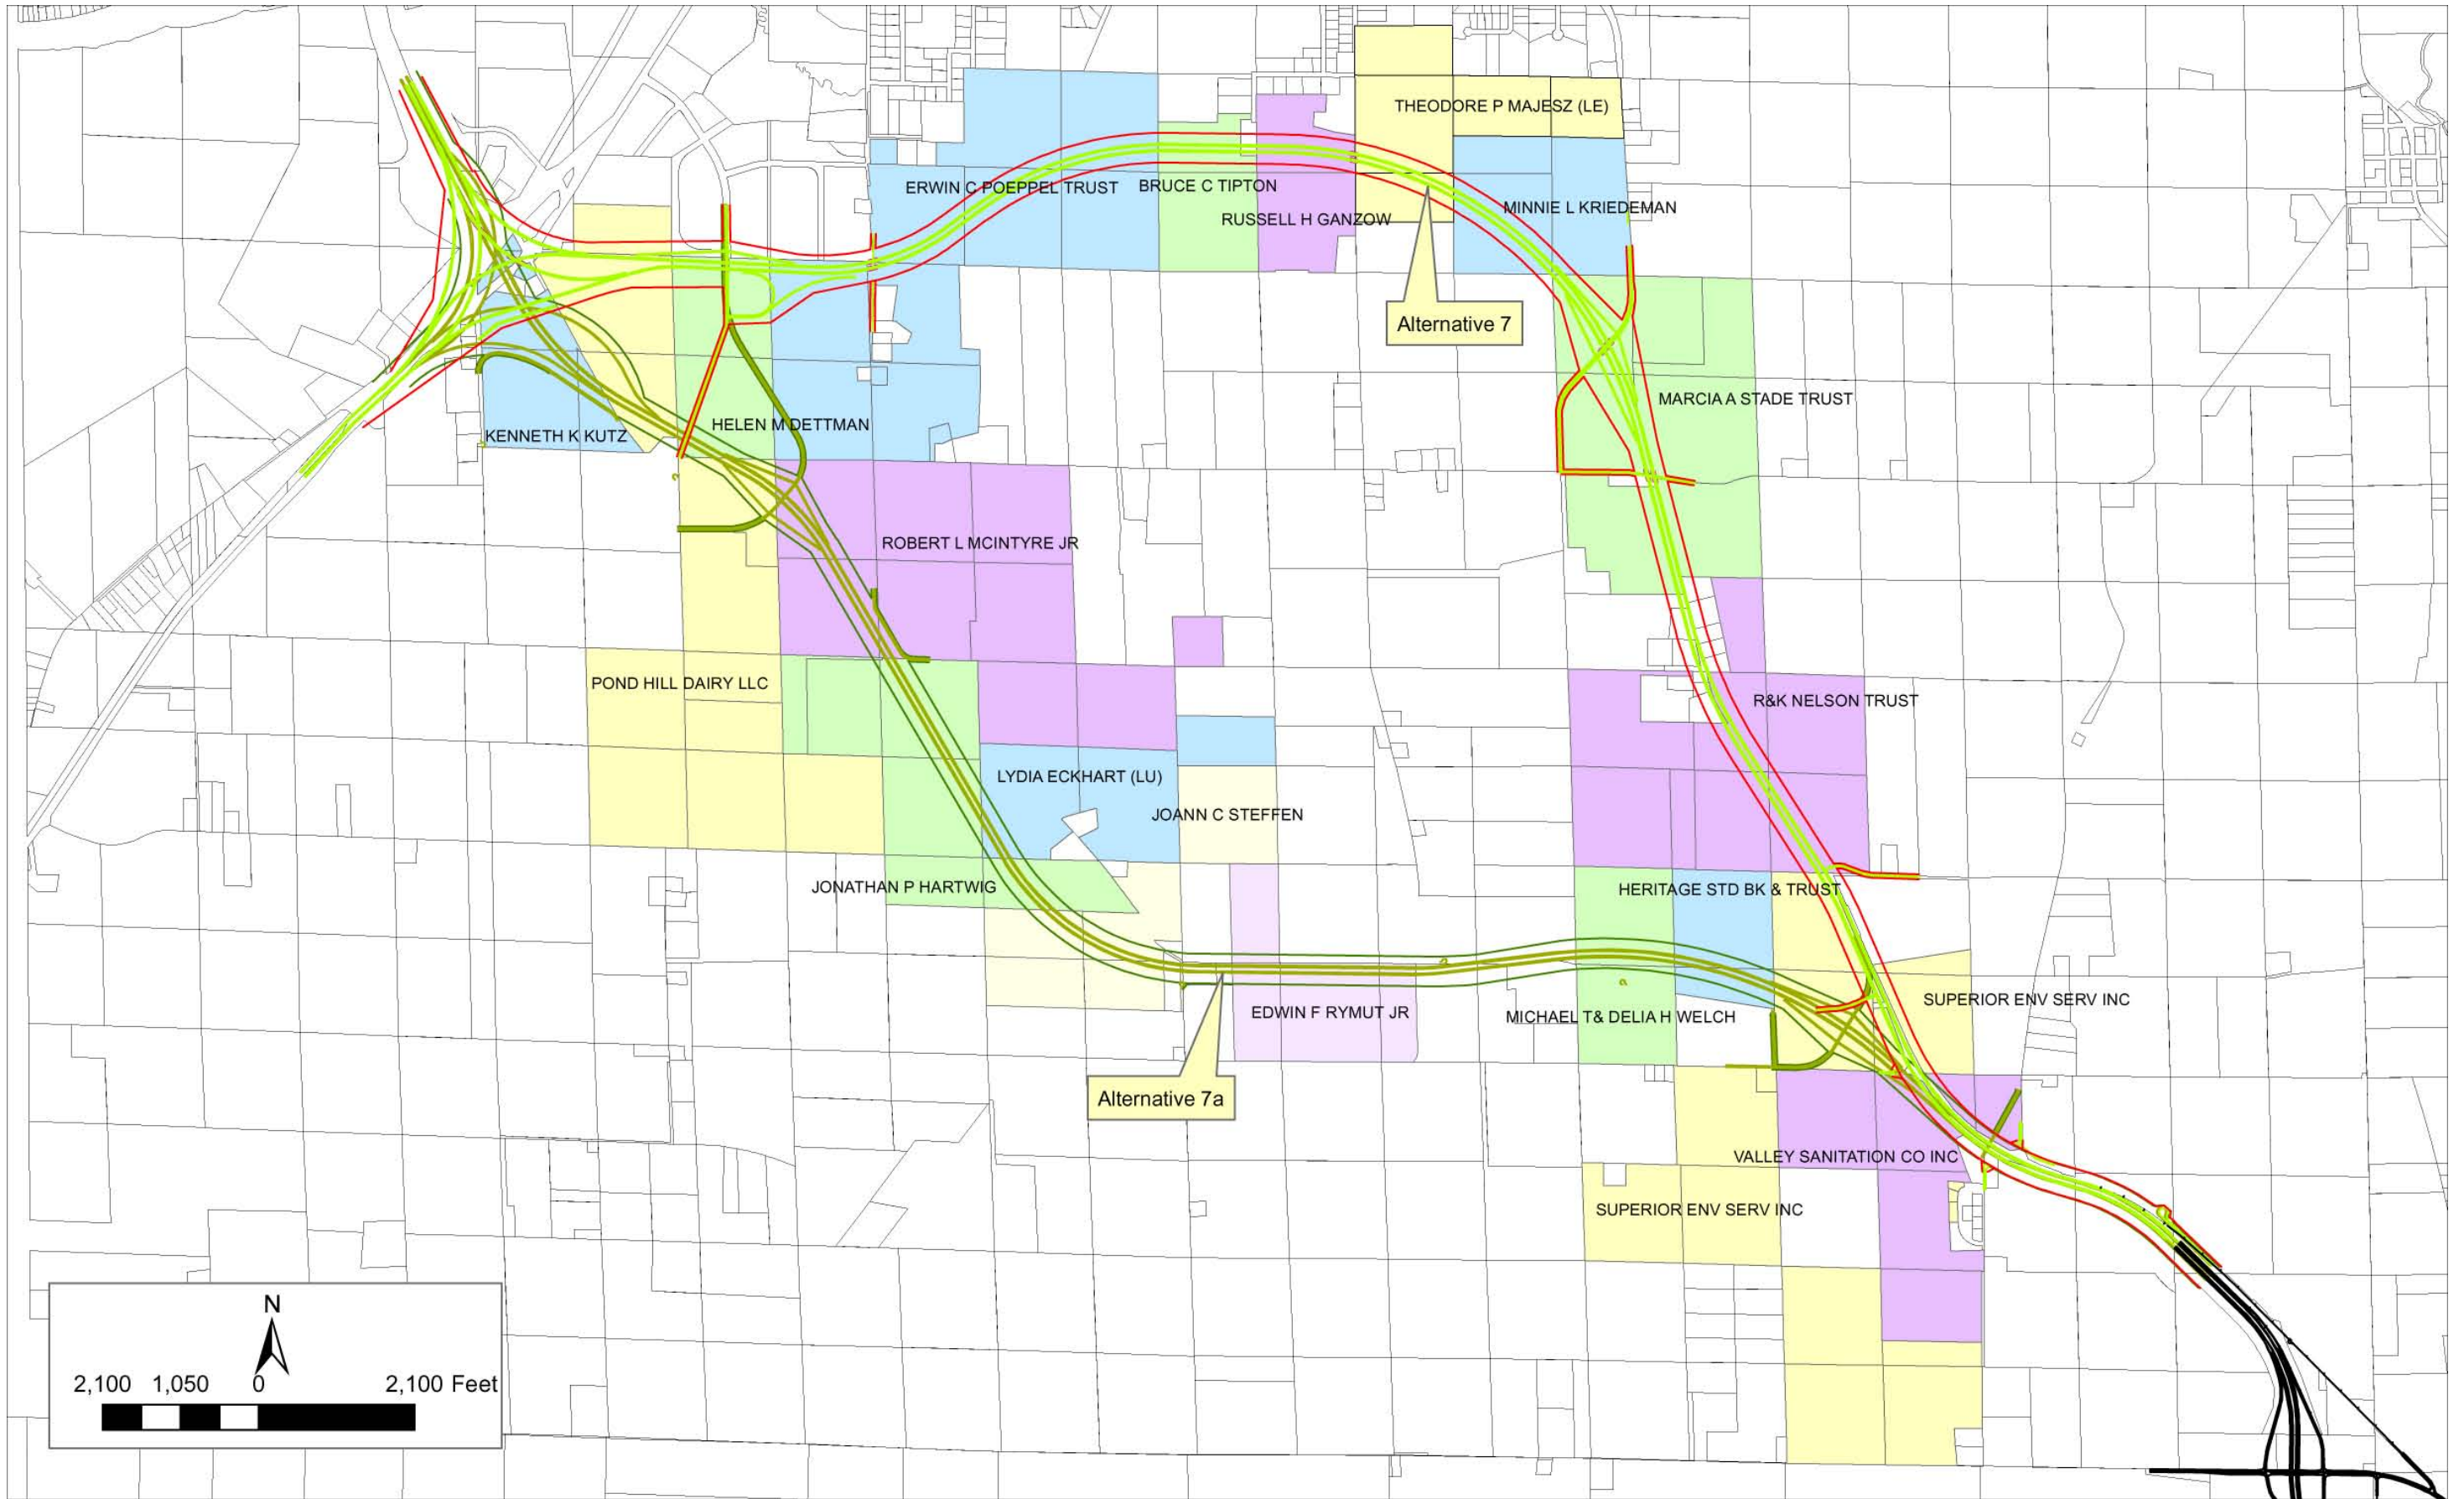 THEODORE P MAJESZ (LE)
ERWIN C POEPPEL TRUST
BRUCE C TIPTON
RUSSELL H GANZOW
MINNIE L KRIEDEMAN
Alternative 7
MARCIA A STADE TRUST
HELEN M DETTMAN
KENNETH K KUTZ
ROBERT L MCINTYRE JR
POND HILL DAIRY LLC
R&K NELSON TRUST
LYDIA ECKHART (LU)
JOANN C STEFFEN
JONATHAN P HARTWIG
HERITAGE STD BK & TRUST
SUPERIOR ENV SERV INC
EDWIN F RYMUT JR
MICHAEL T& DELIA H WELCH
Alternative 7a
VALLEY SANITATION CO INC
SUPERIOR ENV SERV INC
N
2,100 1,050 0 2,100 Feet